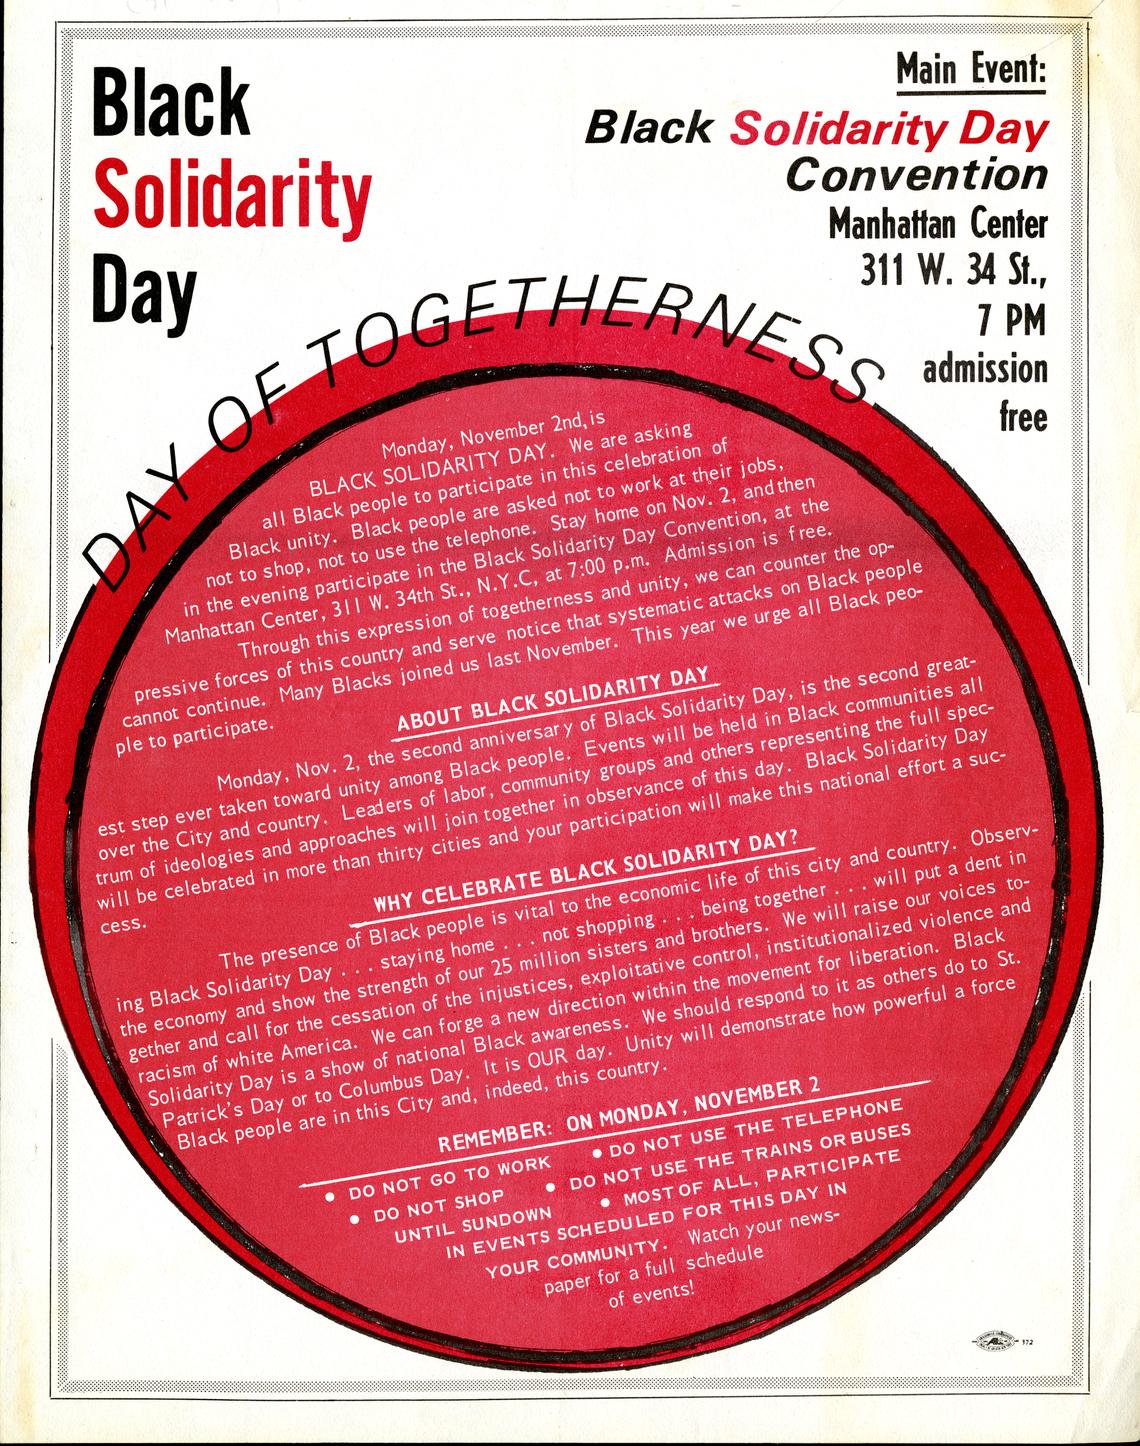 Black
Solidarity
Day
Main Event:
Black Solidarity Day
Convention
Manhattan Center
311 W. 34 St.,
7 PM
admission
free
DAY OF TOGETHERNESS
Monday, November 2nd, is
BLACK SOLIDARITY DAY. We are asking
all Black people to participate in this celebration of
Black unity. Black people are asked not to work at their jobs,
not to shop, not to use the telephone. Stay home on Nov. 2, and then
in the evening participate in the Black Solidarity Day Convention, at the
Manhattan Center, 311 W. 34th St., N.Y.C, at 7:00 p.m. Admission is free.
Through this expression of togetherness and unity, we can counter the op-
pressive forces of this country and serve notice that systematic attacks on Black people
cannot continue. Many Blacks joined us last November. This year we urge all Black peo-
ple to participate.
ABOUT BLACK SOLIDARITY DAY
Monday, Nov. 2, the second anniversary of Black Solidarity Day, is the second great-
est step ever taken toward unity among Black people. Events will be held in Black communities all
over the City and country. Leaders of labor, community groups and others representing the full spec-
trum of ideologies and approaches will join together in observance of this day. Black Solidarity Day
will be celebrated in more than thirty cities and your participation will make this national effort a suc-
cess.
WHY CELEBRATE BLACK SOLIDARITY DAY?
The presence of Black people is vital to the economic life of this city and country. Observ-
ing Black Solidarity Day . . . staying home . . . not shopping . . . being together . . . will put a dent in
the economy and show the strength of our 25 million sisters and brothers. We will raise our voices to-
gether and call for the cessation of the injustices, exploitative control, institutionalized violence and
racism of white America. We can forge a new direction within the movement for liberation. Black
Solidarity Day is a show of national Black awareness. We should respond to it as others do to St.
Patrick's Day or to Columbus Day. It is OUR day. Unity will demonstrate how powerful a force
Black people are in this City and, indeed, this country.
REMEMBER: ON MONDAY, NOVEMBER 2
• DO NOT GO TO WORK • DO NOT USE THE TELEPHONE
• DO NOT SHOP • DO NOT USE THE TRAINS OR BUSES
UNTIL SUNDOWN • MOST OF ALL, PARTICIPATE
IN EVENTS SCHEDULED FOR THIS DAY IN
YOUR COMMUNITY. Watch your news-
paper for a full schedule
of events!
372